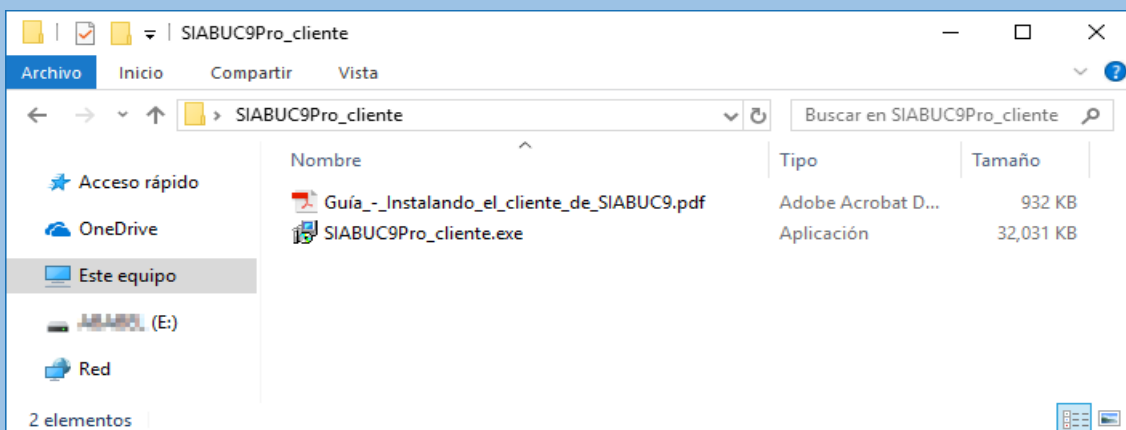 SIABUC9Pro_cliente
Archivo Inicio Compartir Vista
SIABUC9Pro_cliente Buscar en SIABUC9Pro_cliente
Nombre Tipo Tamaño
Acceso rápido
Guía_-_Instalando_el_cliente_de_SIABUC9.pdf Adobe Acrobat D... 932 KB
OneDrive
SIABUC9Pro_cliente.exe Aplicación 32,031 KB
Este equipo
(E:)
Red
2 elementos